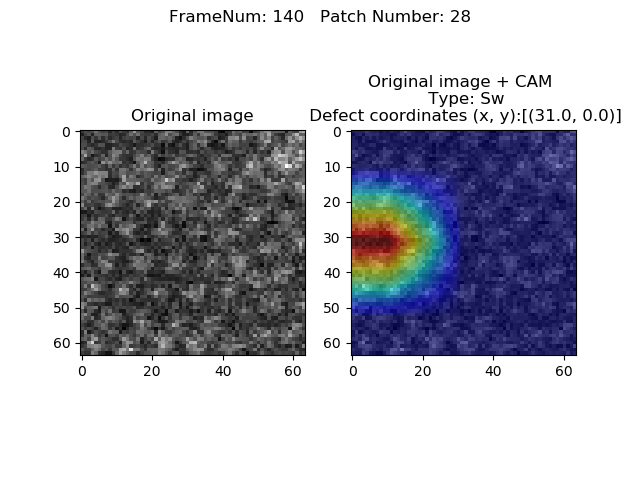 FrameNum: 140   Patch Number: 28
Original image
0
10
20
30
40
50
60
0 20 40 60
Original image + CAM
Type: Sw
Defect coordinates (x, y):[(31.0, 0.0)]
0
10
20
30
40
50
60
0 20 40 60